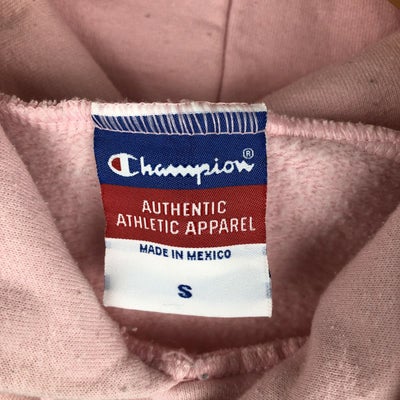 Champion®
AUTHENTIC
ATHLETIC APPAREL
MADE IN MEXICO
S